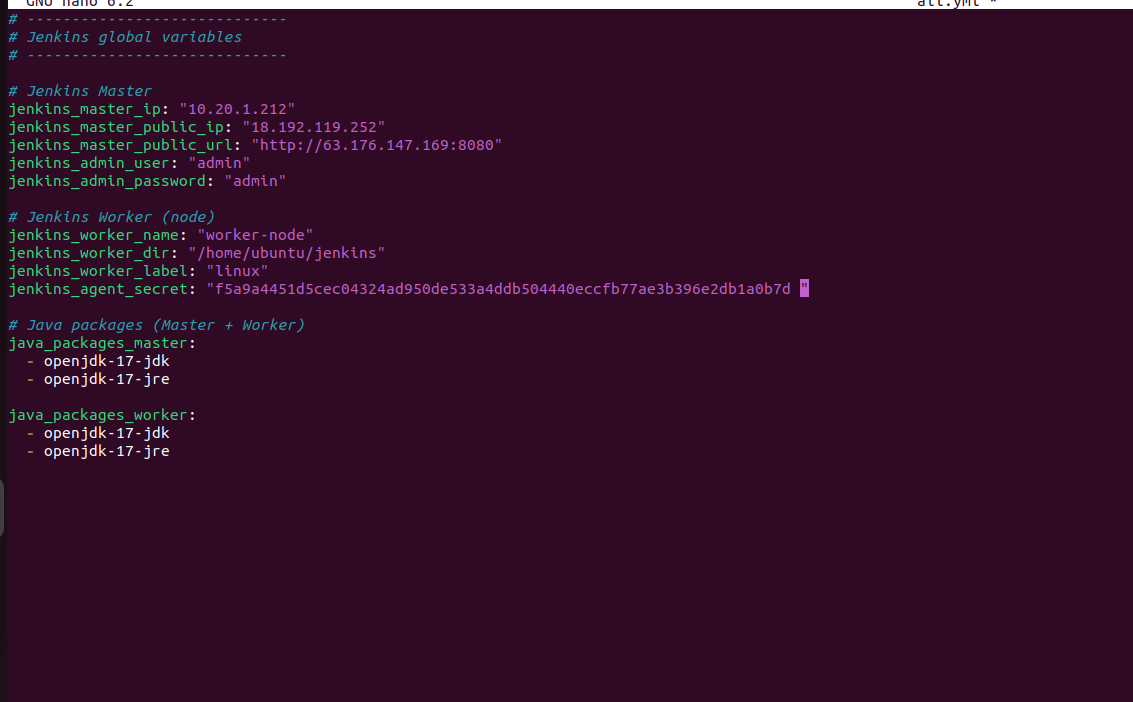 GNU nano 6.2 all.yml *
# -----------------------------
# Jenkins global variables
# -----------------------------
# Jenkins Master
jenkins_master_ip: "10.20.1.212"
jenkins_master_public_ip: "18.192.119.252"
jenkins_master_public_url: "http://63.176.147.169:8080"
jenkins_admin_user: "admin"
jenkins_admin_password: "admin"
# Jenkins Worker (node)
jenkins_worker_name: "worker-node"
jenkins_worker_dir: "/home/ubuntu/jenkins"
jenkins_worker_label: "linux"
jenkins_agent_secret: "f5a9a4451d5cec04324ad950de533a4ddb504440eccfb77ae3b396e2db1a0b7d "
# Java packages (Master + Worker)
java_packages_master:
  - openjdk-17-jdk
  - openjdk-17-jre
java_packages_worker:
  - openjdk-17-jdk
  - openjdk-17-jre